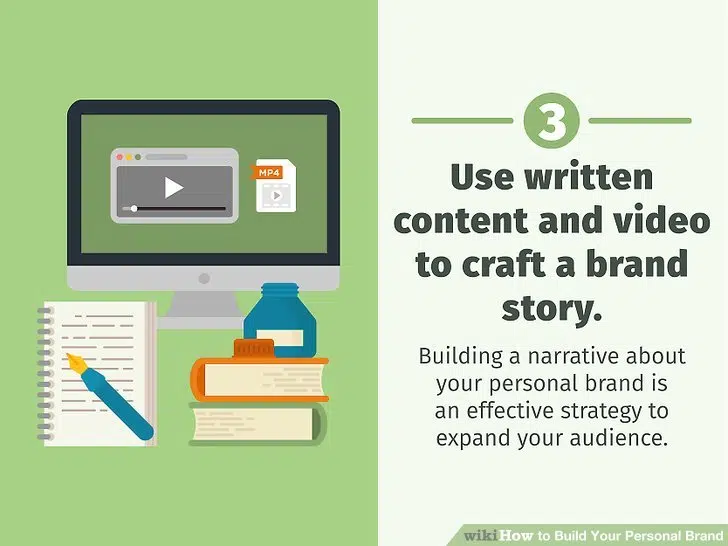 MP4
3
Use written
content and video
to craft a brand
story.
Building a narrative about
your personal brand is
an effective strategy to
expand your audience.
wikiHow to Build Your Personal Brand